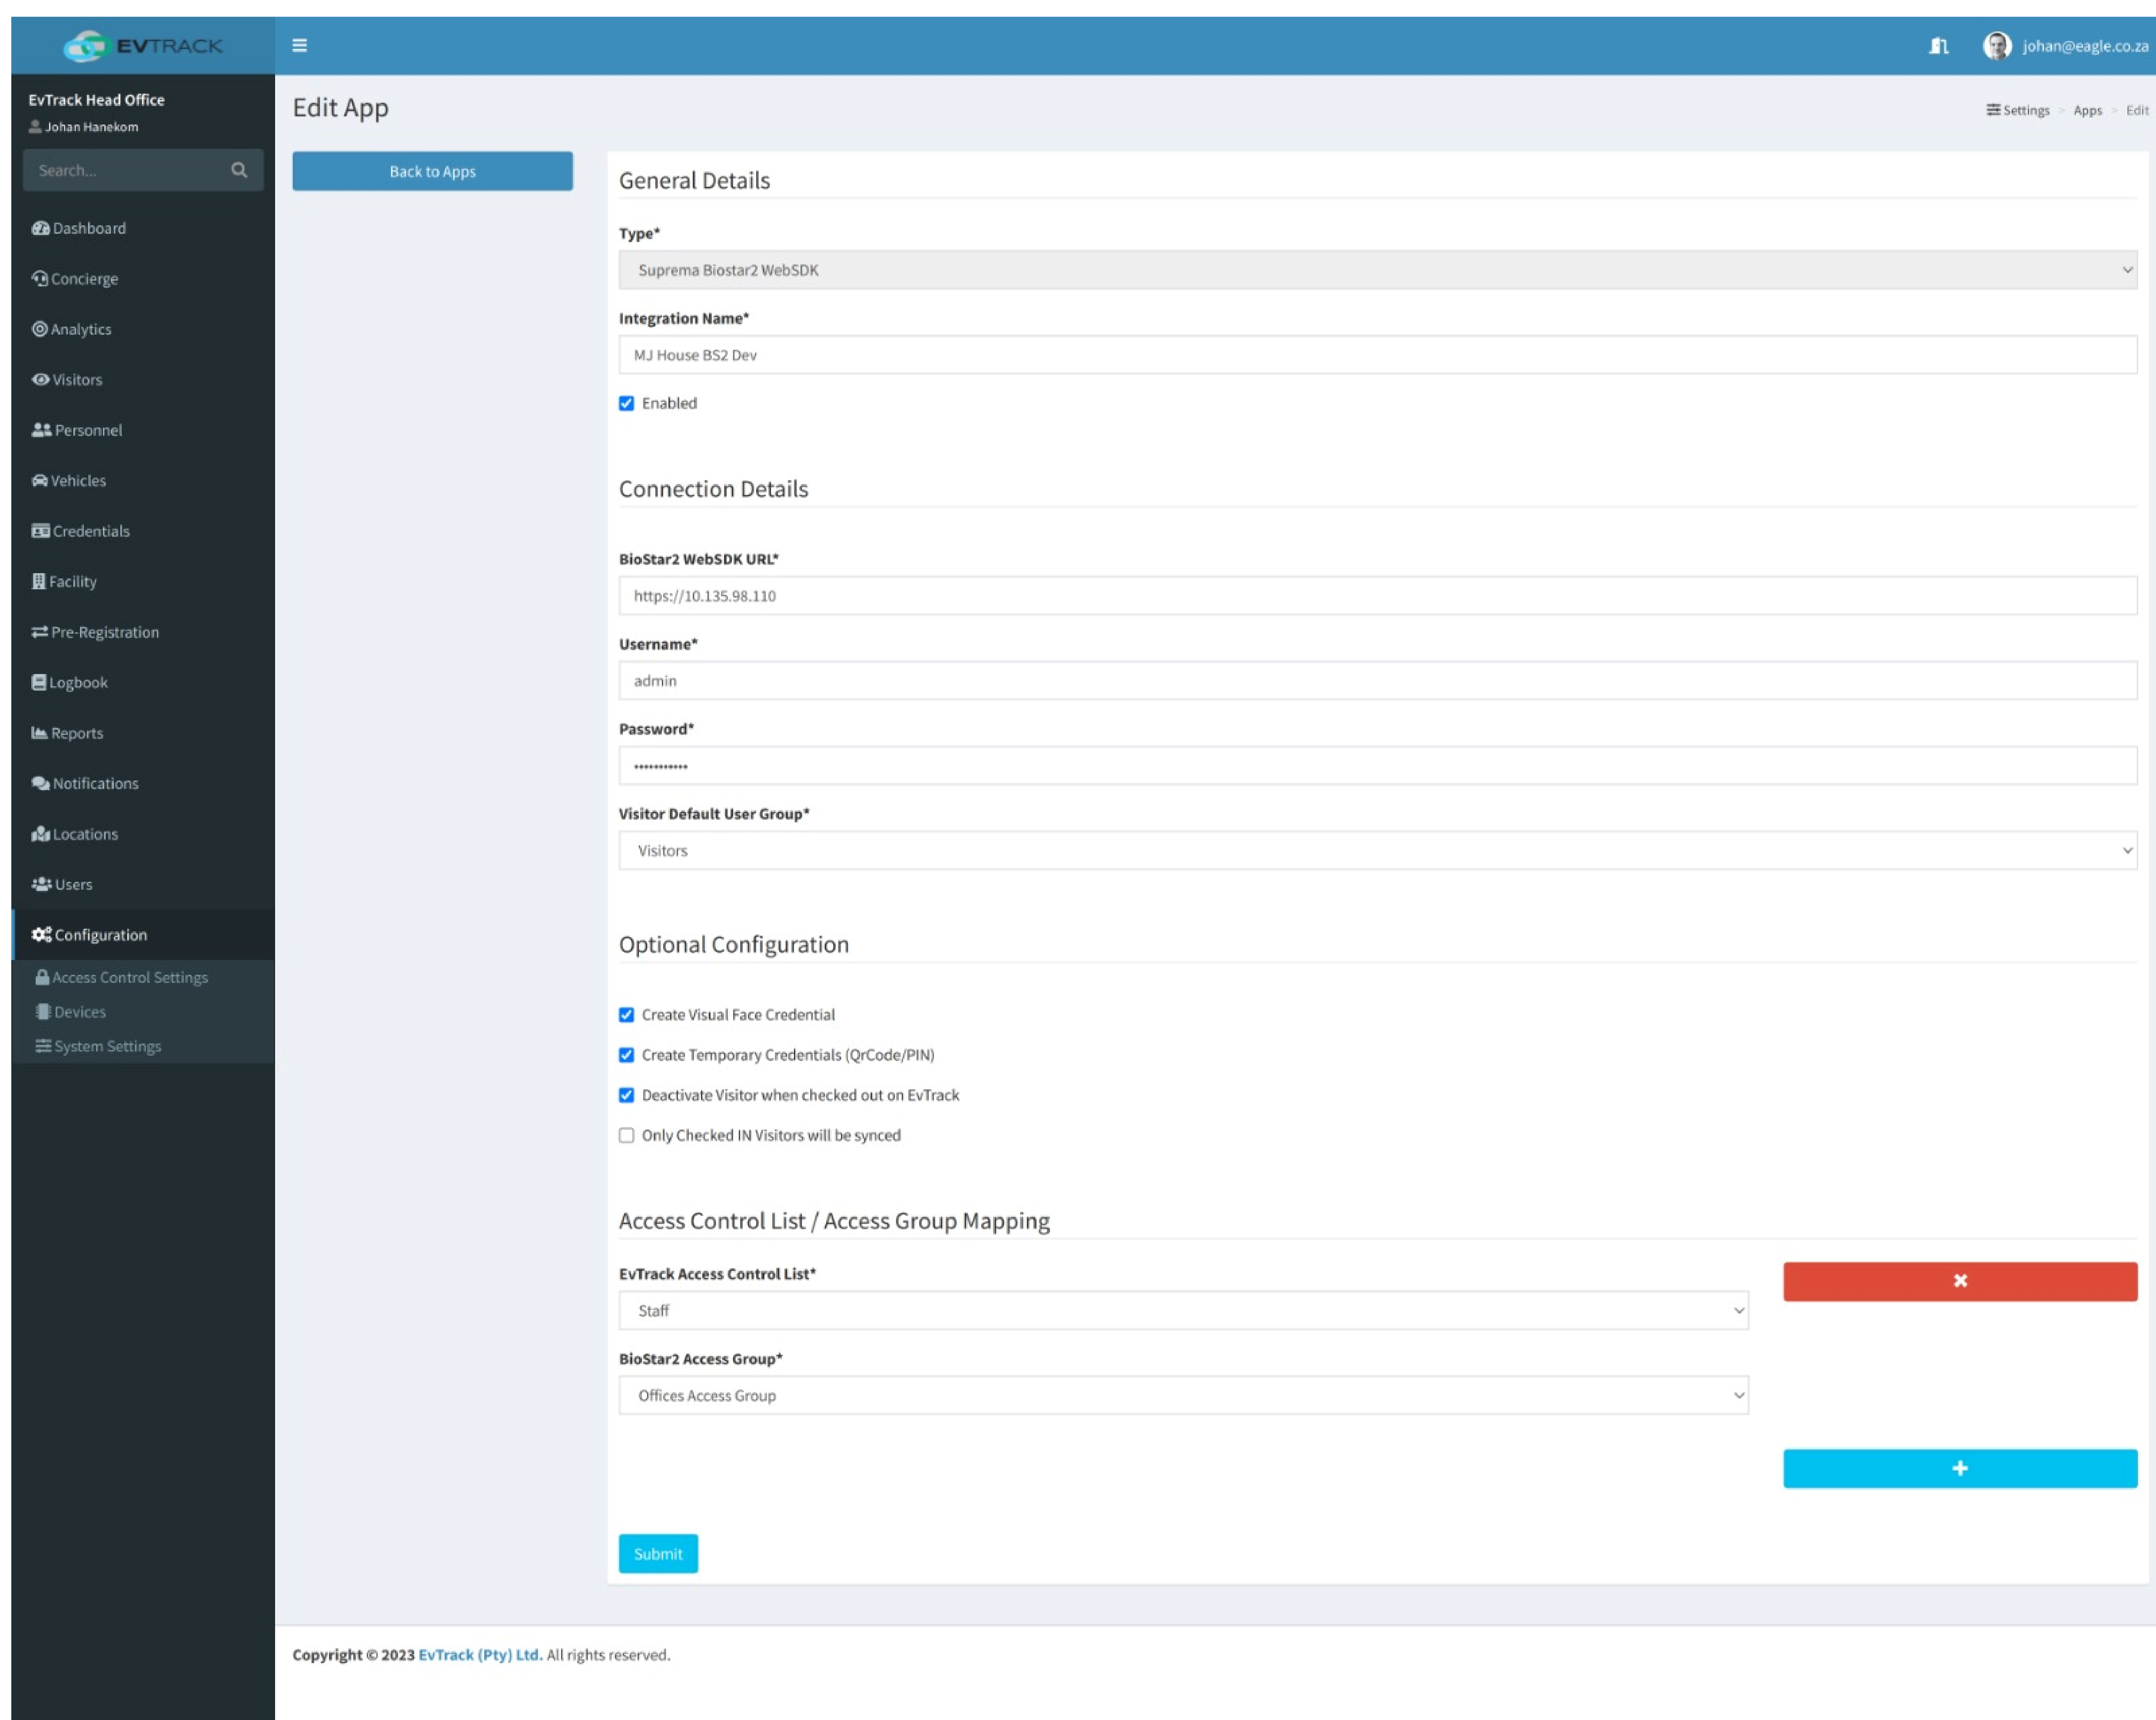 EVTRACK
johan@eagle.co.za
EvTrack Head Office
Johan Hanekom
Search...
Dashboard
Concierge
Analytics
Visitors
Personnel
Vehicles
Credentials
Facility
Pre-Registration
Logbook
Reports
Notifications
Locations
Users
Configuration
Access Control Settings
Devices
System Settings
Edit App
Settings > Apps > Edit
Back to Apps
General Details
Type*
Suprema Biostar2 WebSDK
Integration Name*
MJ House BS2 Dev
Enabled
Connection Details
BioStar2 WebSDK URL*
https://10.135.98.110
Username*
admin
Password*
•••••••••••
Visitor Default User Group*
Visitors
Optional Configuration
Create Visual Face Credential
Create Temporary Credentials (QrCode/PIN)
Deactivate Visitor when checked out on EvTrack
Only Checked IN Visitors will be synced
Access Control List / Access Group Mapping
EvTrack Access Control List*
Staff
BioStar2 Access Group*
Offices Access Group
Submit
Copyright © 2023 EvTrack (Pty) Ltd. All rights reserved.